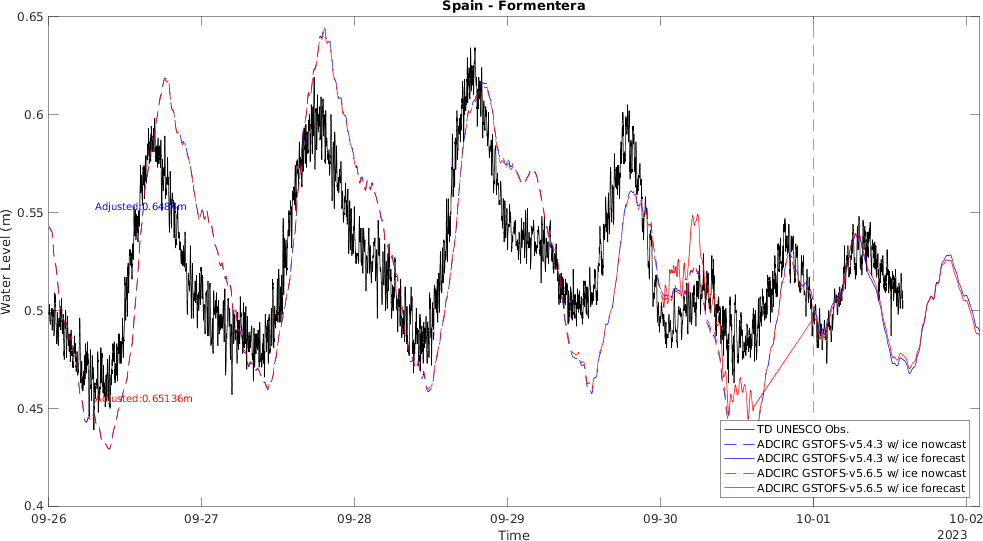 Spain - Formentera
0.65
0.6
0.55
0.5
0.45
0.4
Water Level (m)
Adjusted:0.65136m
TD UNESCO Obs.
ADCIRC GSTOFS-v5.4.3 w/ ice nowcast
ADCIRC GSTOFS-v5.4.3 w/ ice forecast
ADCIRC GSTOFS-v5.6.5 w/ ice nowcast
ADCIRC GSTOFS-v5.6.5 w/ ice forecast
09-26 09-27 09-28 09-29 09-30 10-01 10-02
Time
2023